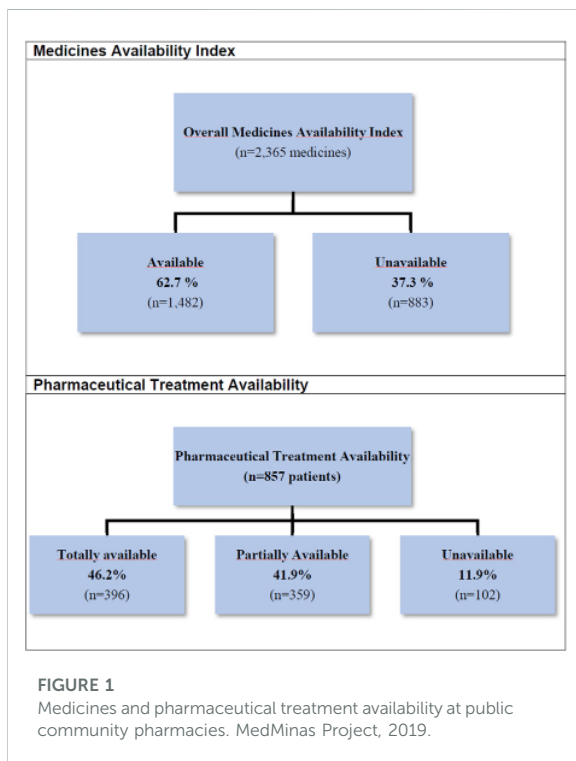 Medicines Availability Index
Overall Medicines Availability Index
(n=2,365 medicines)
Available
62.7 %
(n=1,482)
Unavailable
37.3 %
(n=883)
Pharmaceutical Treatment Availability
Pharmaceutical Treatment Availability
(n=857 patients)
Totally available
46.2%
(n=396)
Partially Available
41.9%
(n=359)
Unavailable
11.9%
(n=102)
FIGURE 1
Medicines and pharmaceutical treatment availability at public
community pharmacies. MedMinas Project, 2019.